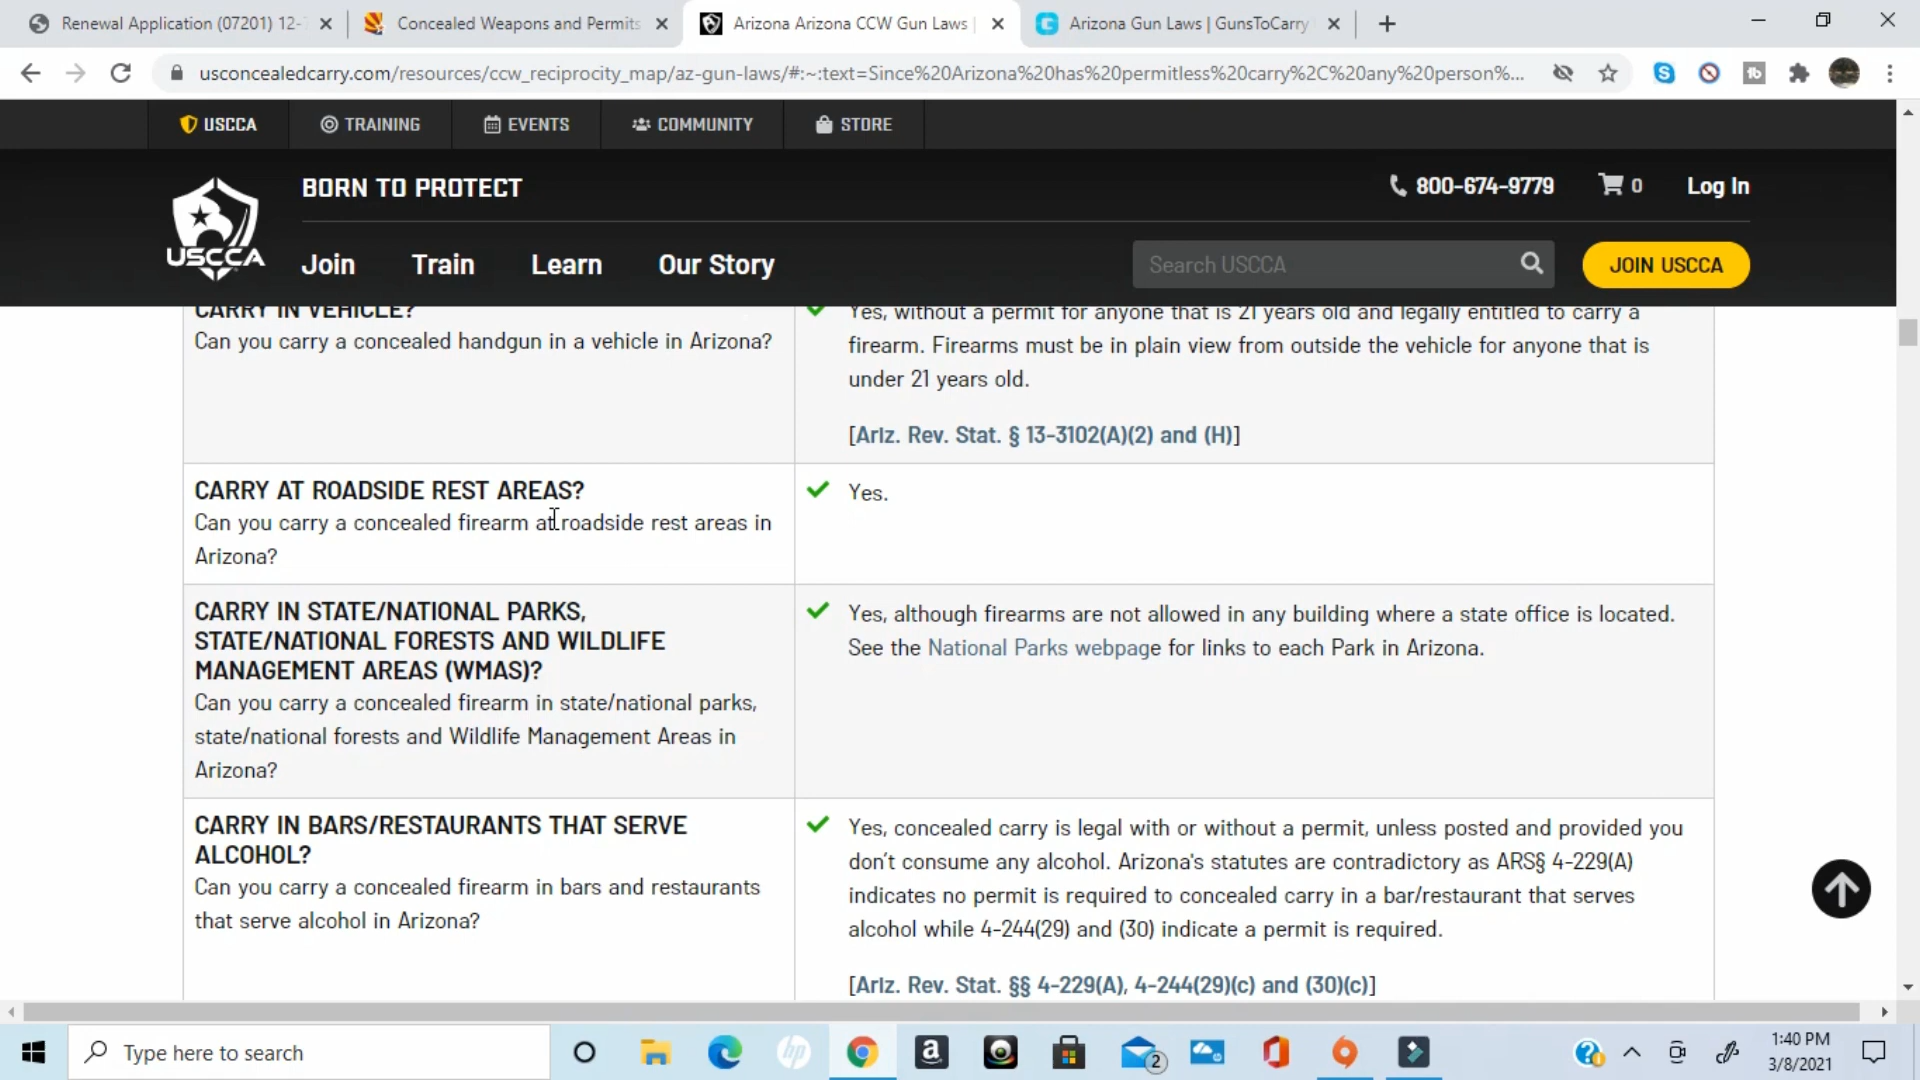 Renewal Application (07201) 12-
Concealed Weapons and Permits
Arizona Arizona CCW Gun Laws |
Arizona Gun Laws | GunsToCarry
usconcealedcarry.com/resources/ccw_reciprocity_map/az-gun-laws/#:~:text=Since%20Arizona%20has%20permitless%20carry%2C%20any%20person%...
USCCA
TRAINING
EVENTS
COMMUNITY
STORE
BORN TO PROTECT
800-674-9779
0
Log In
USCCA
Join
Train
Learn
Our Story
Search USCCA
JOIN USCCA
CARRY IN VEHICLE?
Can you carry a concealed handgun in a vehicle in Arizona?
Yes, without a permit for anyone that is 21 years old and legally entitled to carry a
firearm. Firearms must be in plain view from outside the vehicle for anyone that is
under 21 years old.
[Ariz. Rev. Stat. § 13-3102(A)(2) and (H)]
CARRY AT ROADSIDE REST AREAS?
Can you carry a concealed firearm at roadside rest areas in
Arizona?
Yes.
CARRY IN STATE/NATIONAL PARKS,
STATE/NATIONAL FORESTS AND WILDLIFE
MANAGEMENT AREAS (WMAS)?
Can you carry a concealed firearm in state/national parks,
state/national forests and Wildlife Management Areas in
Arizona?
Yes, although firearms are not allowed in any building where a state office is located.
See the National Parks webpage for links to each Park in Arizona.
CARRY IN BARS/RESTAURANTS THAT SERVE
ALCOHOL?
Can you carry a concealed firearm in bars and restaurants
that serve alcohol in Arizona?
Yes, concealed carry is legal with or without a permit, unless posted and provided you
don't consume any alcohol. Arizona's statutes are contradictory as ARS§ 4-229(A)
indicates no permit is required to concealed carry in a bar/restaurant that serves
alcohol while 4-244(29) and (30) indicate a permit is required.
[Ariz. Rev. Stat. §§ 4-229(A), 4-244(29)(c) and (30)(c)]
Type here to search
hp
a
2
1:40 PM
3/8/2021